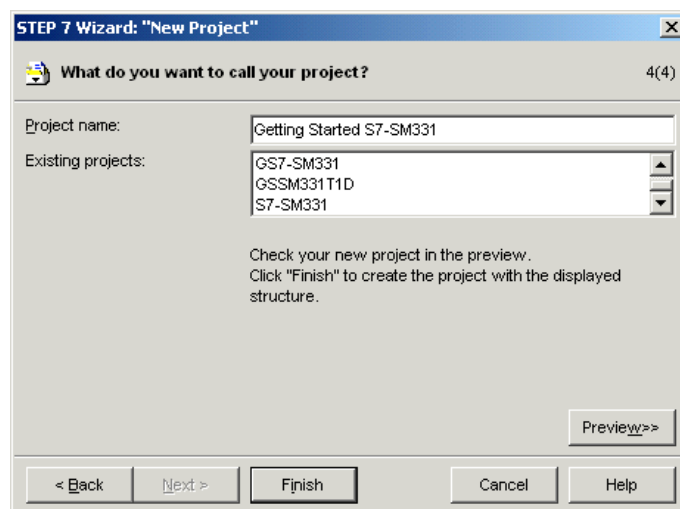 STEP 7 Wizard: "New Project"
What do you want to call your project?
4(4)
Project name:
Getting Started S7-SM331
Existing projects:
GS7-SM331
GSSM331T1D
S7-SM331
Check your new project in the preview.
Click "Finish" to create the project with the displayed
structure.
Preview>>
< Back
Next >
Finish
Cancel
Help